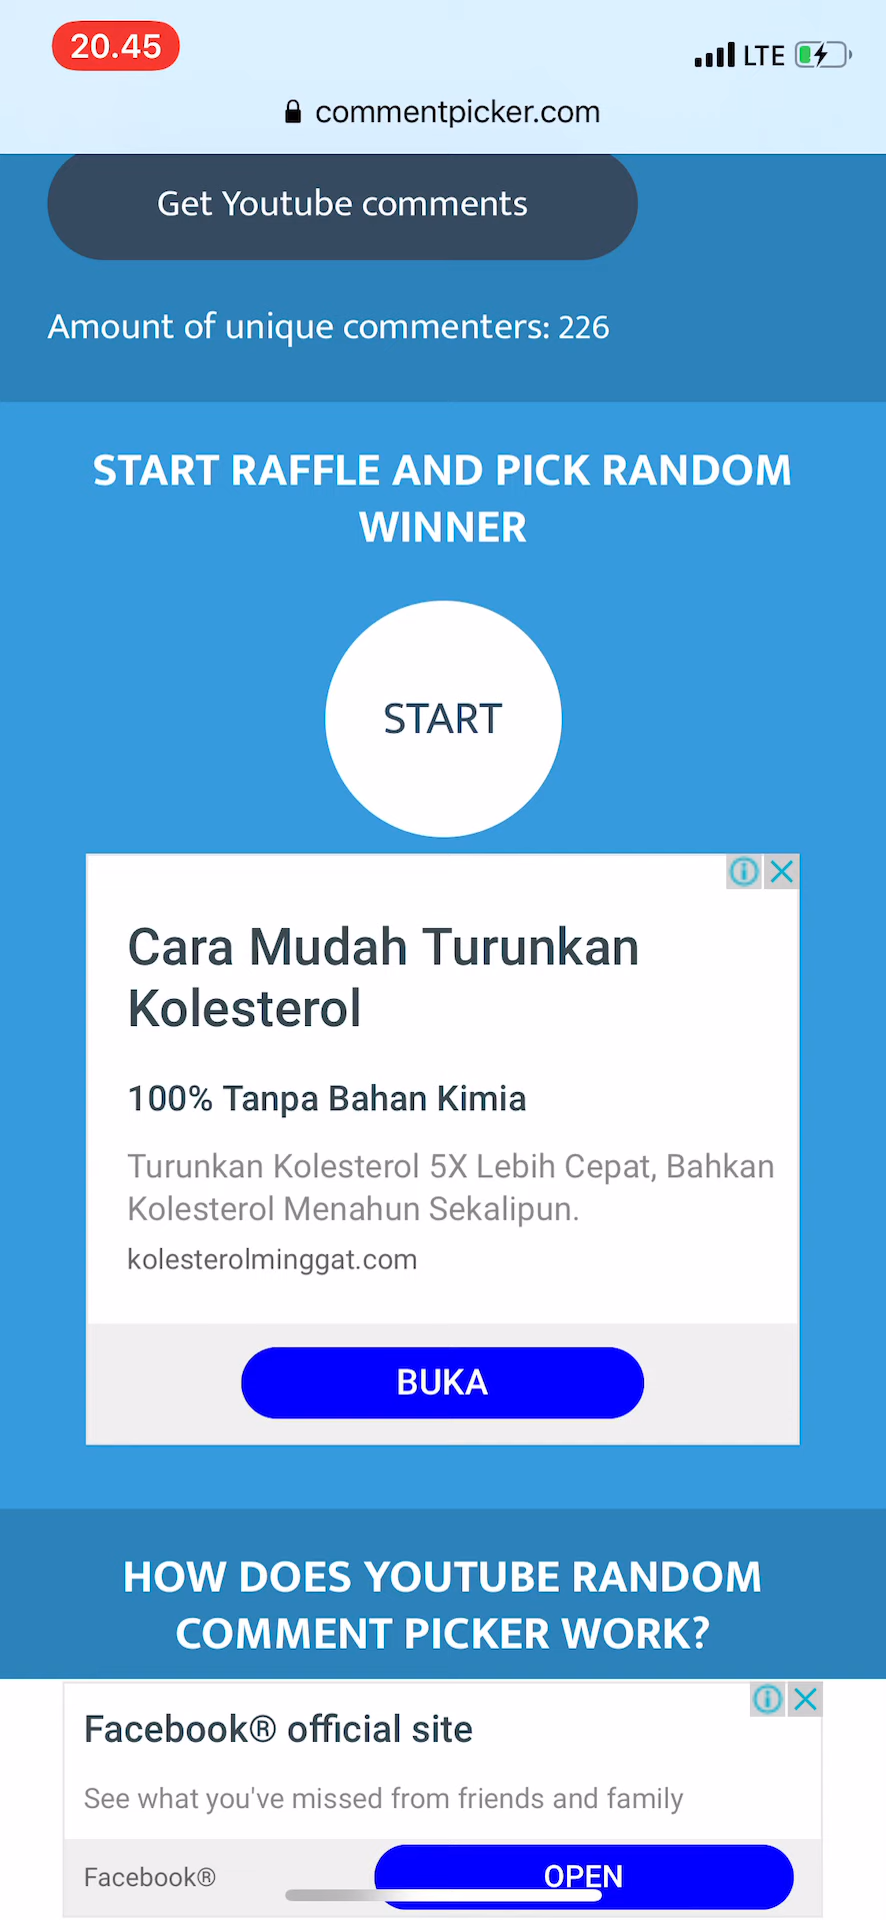 20.45
LTE
commentpicker.com
Get Youtube comments
Amount of unique commenters: 226
START RAFFLE AND PICK RANDOM
WINNER
START
Cara Mudah Turunkan
Kolesterol
100% Tanpa Bahan Kimia
Turunkan Kolesterol 5X Lebih Cepat, Bahkan
Kolesterol Menahun Sekalipun.
kolesterolminggat.com
BUKA
HOW DOES YOUTUBE RANDOM
COMMENT PICKER WORK?
Facebook® official site
See what you've missed from friends and family
Facebook®
OPEN